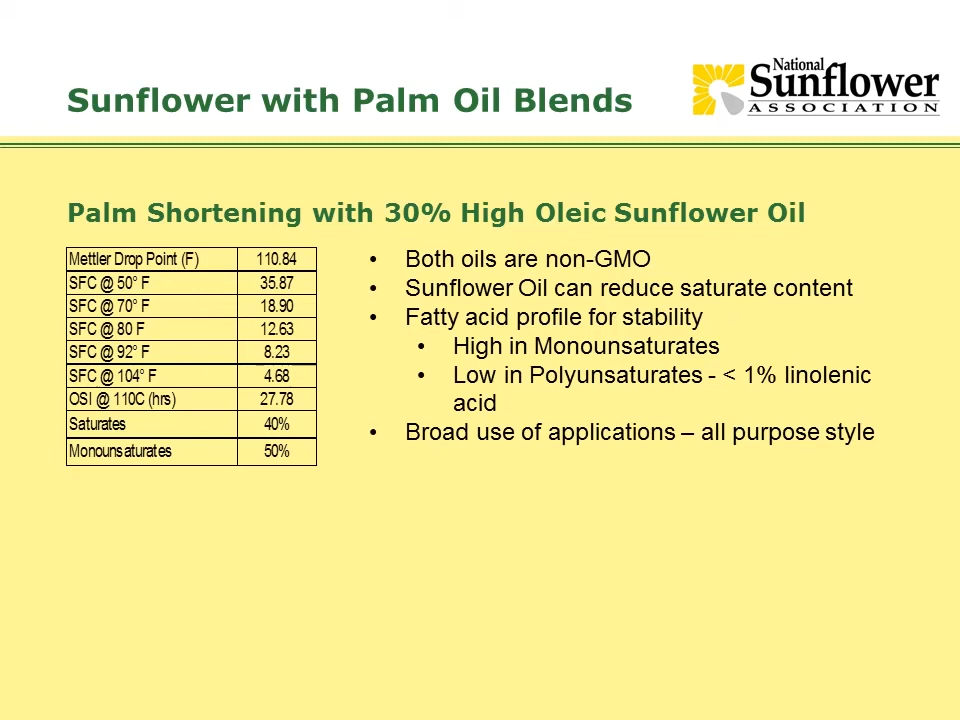 Sunflower with Palm Oil Blends
National
Sunflower
ASSOCIATION
Palm Shortening with 30% High Oleic Sunflower Oil
Mettler Drop Point (F) 110.84
SFC @ 50° F 35.87
SFC @ 70° F 18.90
SFC @ 80 F 12.63
SFC @ 92° F 8.23
SFC @ 104° F 4.68
OSI @ 110C (hrs) 27.78
Saturates 40%
Monounsaturates 50%
• Both oils are non-GMO
• Sunflower Oil can reduce saturate content
• Fatty acid profile for stability
• High in Monounsaturates
• Low in Polyunsaturates - < 1% linolenic
acid
• Broad use of applications – all purpose style